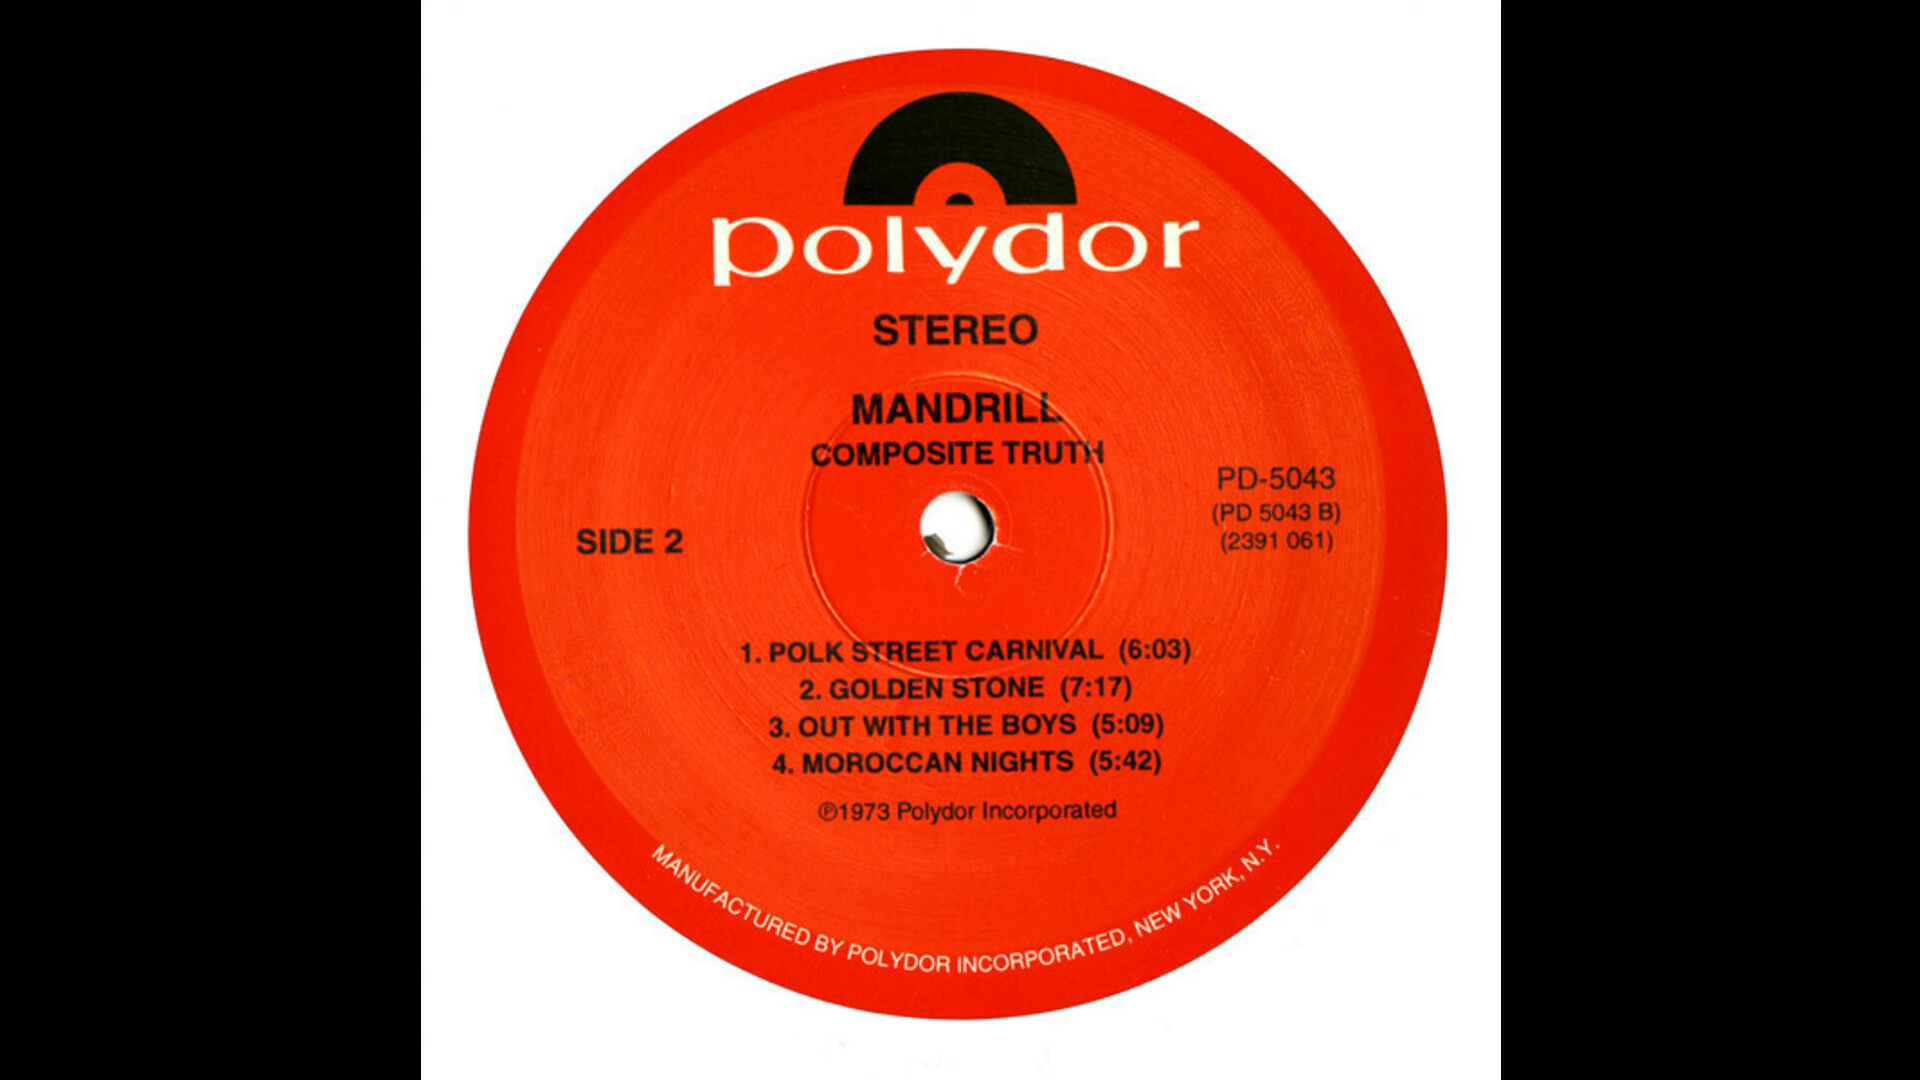 polydor
STEREO
MANDRILL
COMPOSITE TRUTH
PD-5043
(PD 5043 B)
(2391 061)
SIDE 2
1. POLK STREET CARNIVAL (6:03)
2. GOLDEN STONE (7:17)
3. OUT WITH THE BOYS (5:09)
4. MOROCCAN NIGHTS (5:42)
℗1973 Polydor Incorporated
MANUFACTURED BY POLYDOR INCORPORATED, NEW YORK, N.Y.